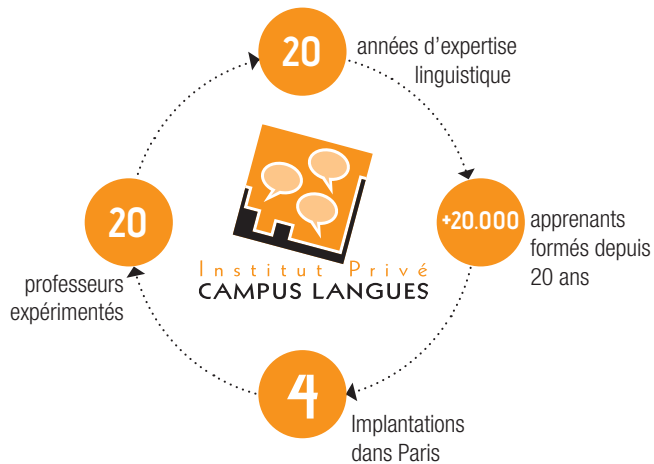 20
années d'expertise
linguistique
+20.000
apprenants
formés depuis
20 ans
4
Implantations
dans Paris
20
professeurs
expérimentés
Institut Privé
CAMPUS LANGUES